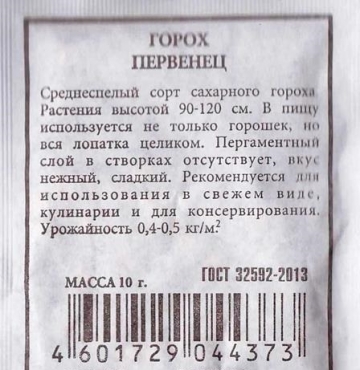 ГОРОХ
ПЕРВЕНЕЦ
Среднеспелый сорт сахарного гороха
Растения высотой 90-120 см. В пищу
используется не только горошек, но
вся лопатка целиком. Пергаментный
слой в створках отсутствует, вкус
нежный, сладкий. Рекомендуется для
использования в свежем виде,
кулинарии и для консервирования.
Урожайность 0,4-0,5 кг/м²
МАССА 10 г.
ГОСТ 32592-2013
4 601729 044373